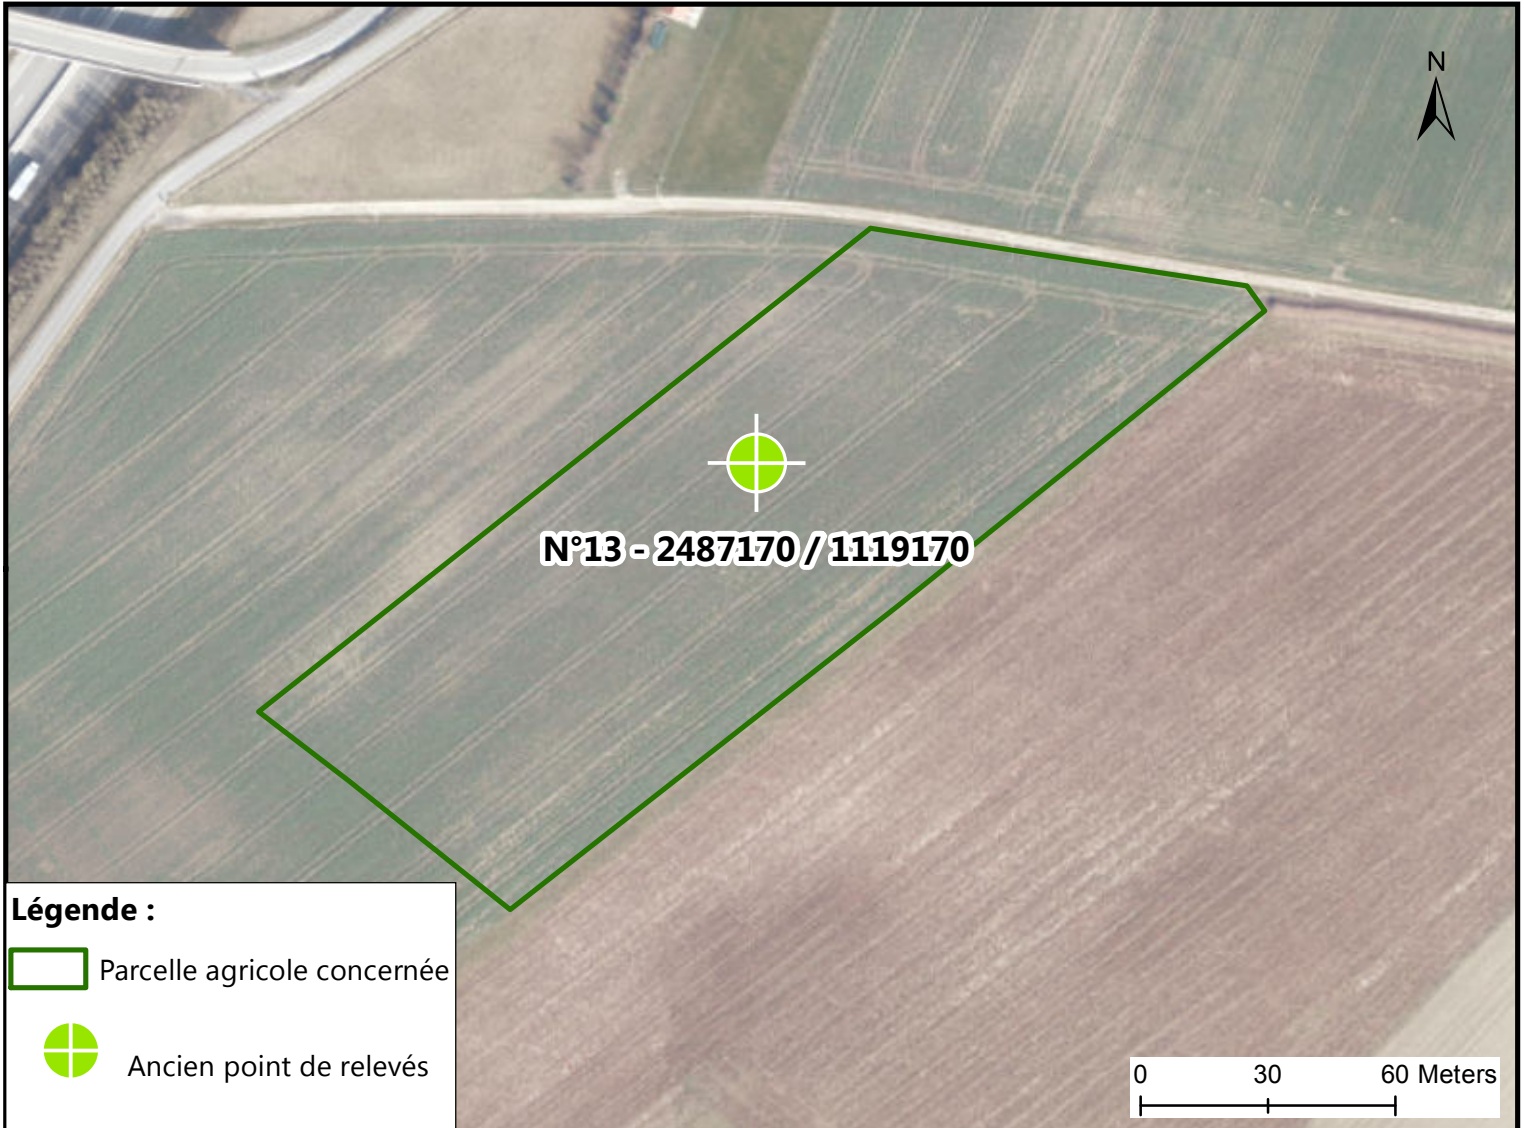 N
N°13 - 2487170 / 1119170
Légende :
Parcelle agricole concernée
Ancien point de relevés
0 30 60 Meters